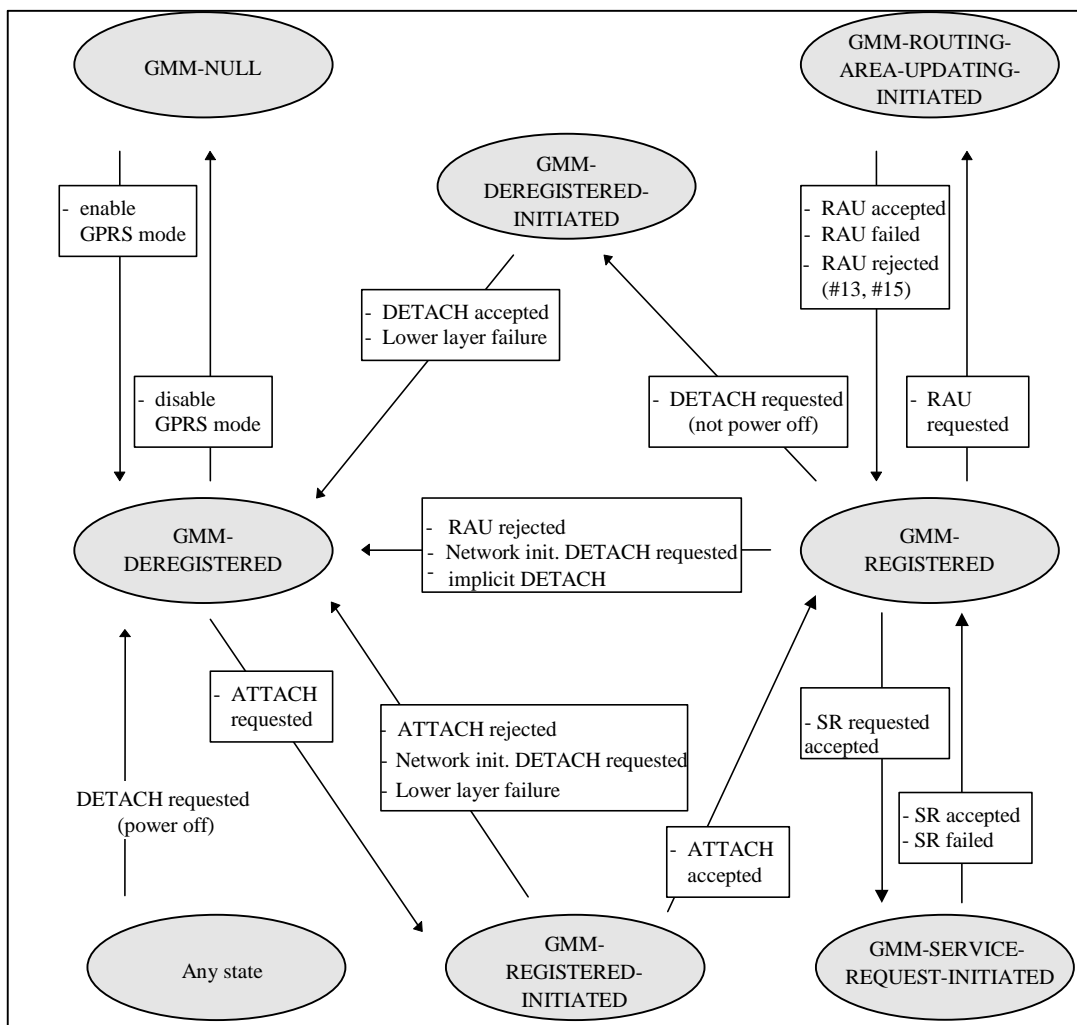 GMM-NULL
GMM-ROUTING-
AREA-UPDATING-
INITIATED
GMM-
DEREGISTERED-
INITIATED
- enable
GPRS mode
- RAU accepted
- RAU failed
- RAU rejected
(#13, #15)
- DETACH accepted
- Lower layer failure
- disable
GPRS mode
- DETACH requested
(not power off)
- RAU
requested
GMM-
DEREGISTERED
- RAU rejected
- Network init. DETACH requested
- implicit DETACH
GMM-
REGISTERED
- ATTACH
requested
- ATTACH rejected
- Network init. DETACH requested
- Lower layer failure
- SR requested
accepted
DETACH requested
(power off)
- ATTACH
accepted
- SR accepted
- SR failed
Any state
GMM-
REGISTERED-
INITIATED
GMM-SERVICE-
REQUEST-INITIATED